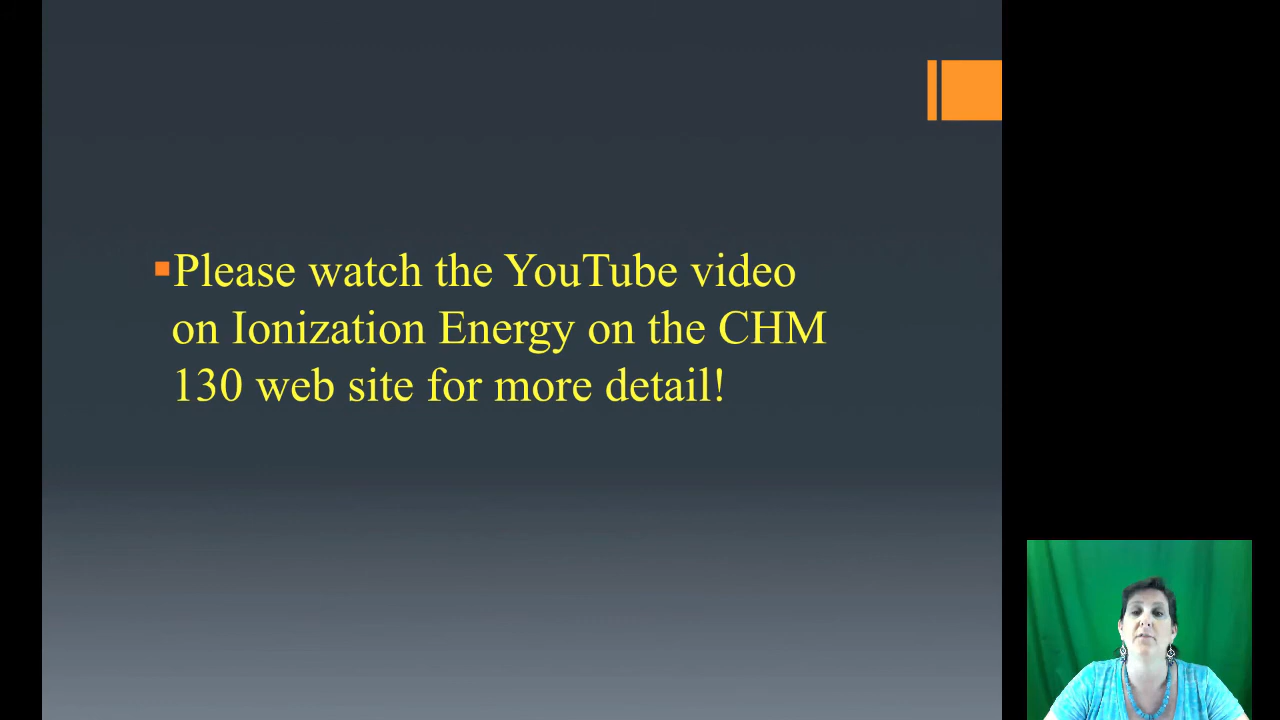 Please watch the YouTube video
on Ionization Energy on the CHM
130 web site for more detail!